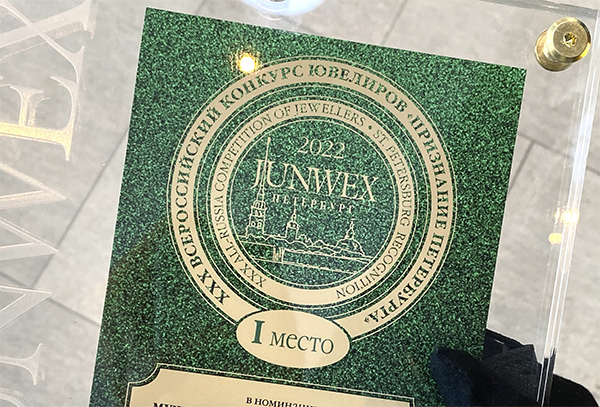 XXX ВСЕРОССИЙСКИЙ КОНКУРС ЮВЕЛИРОВ «ПРИЗНАНИЕ ПЕТЕРБУРГА»
XXX ALL-RUSSIA COMPETITION OF JEWELLERS • ST. PETERSBURG RECOGNITION
2022
JUNWEX
ПЕТЕРБУРГ
I МЕСТО
В НОМИНАЦИИ
JUNWEX